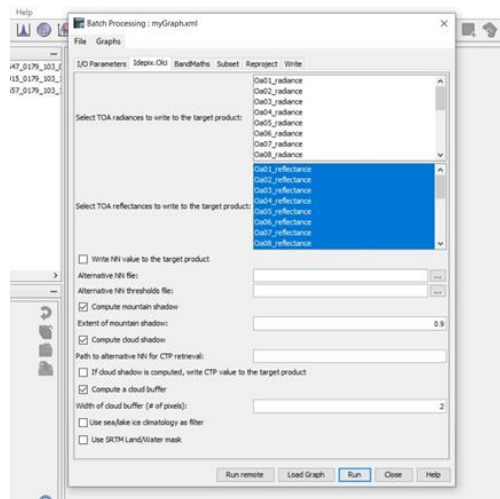 Help
Batch Processing : myGraph.xml
File Graphs
I/O Parameters Idepix.Olci BandMaths Subset Reproject Write
047_0179_103_
015_0179_103_
057_0179_103_
Select TOA radiances to write to the target product:
Oa01_radiance
Oa02_radiance
Oa03_radiance
Oa04_radiance
Oa05_radiance
Oa06_radiance
Oa07_radiance
Oa08_radiance
Select TOA reflectances to write to the target product:
Oa01_reflectance
Oa02_reflectance
Oa03_reflectance
Oa04_reflectance
Oa05_reflectance
Oa06_reflectance
Oa07_reflectance
Oa08_reflectance
Write NN value to the target product
Alternative NN file:
...
Alternative NN thresholds file:
...
Compute mountain shadow
Extent of mountain shadow: 0.9
Compute cloud shadow
Path to alternative NN for CTP retrieval:
If cloud shadow is computed, write CTP value to the target product
Compute a cloud buffer
Width of cloud buffer (# of pixels): 2
Use sea/lake ice climatology as filter
Use SRTM Land/Water mask
Run remote Load Graph Run Close Help